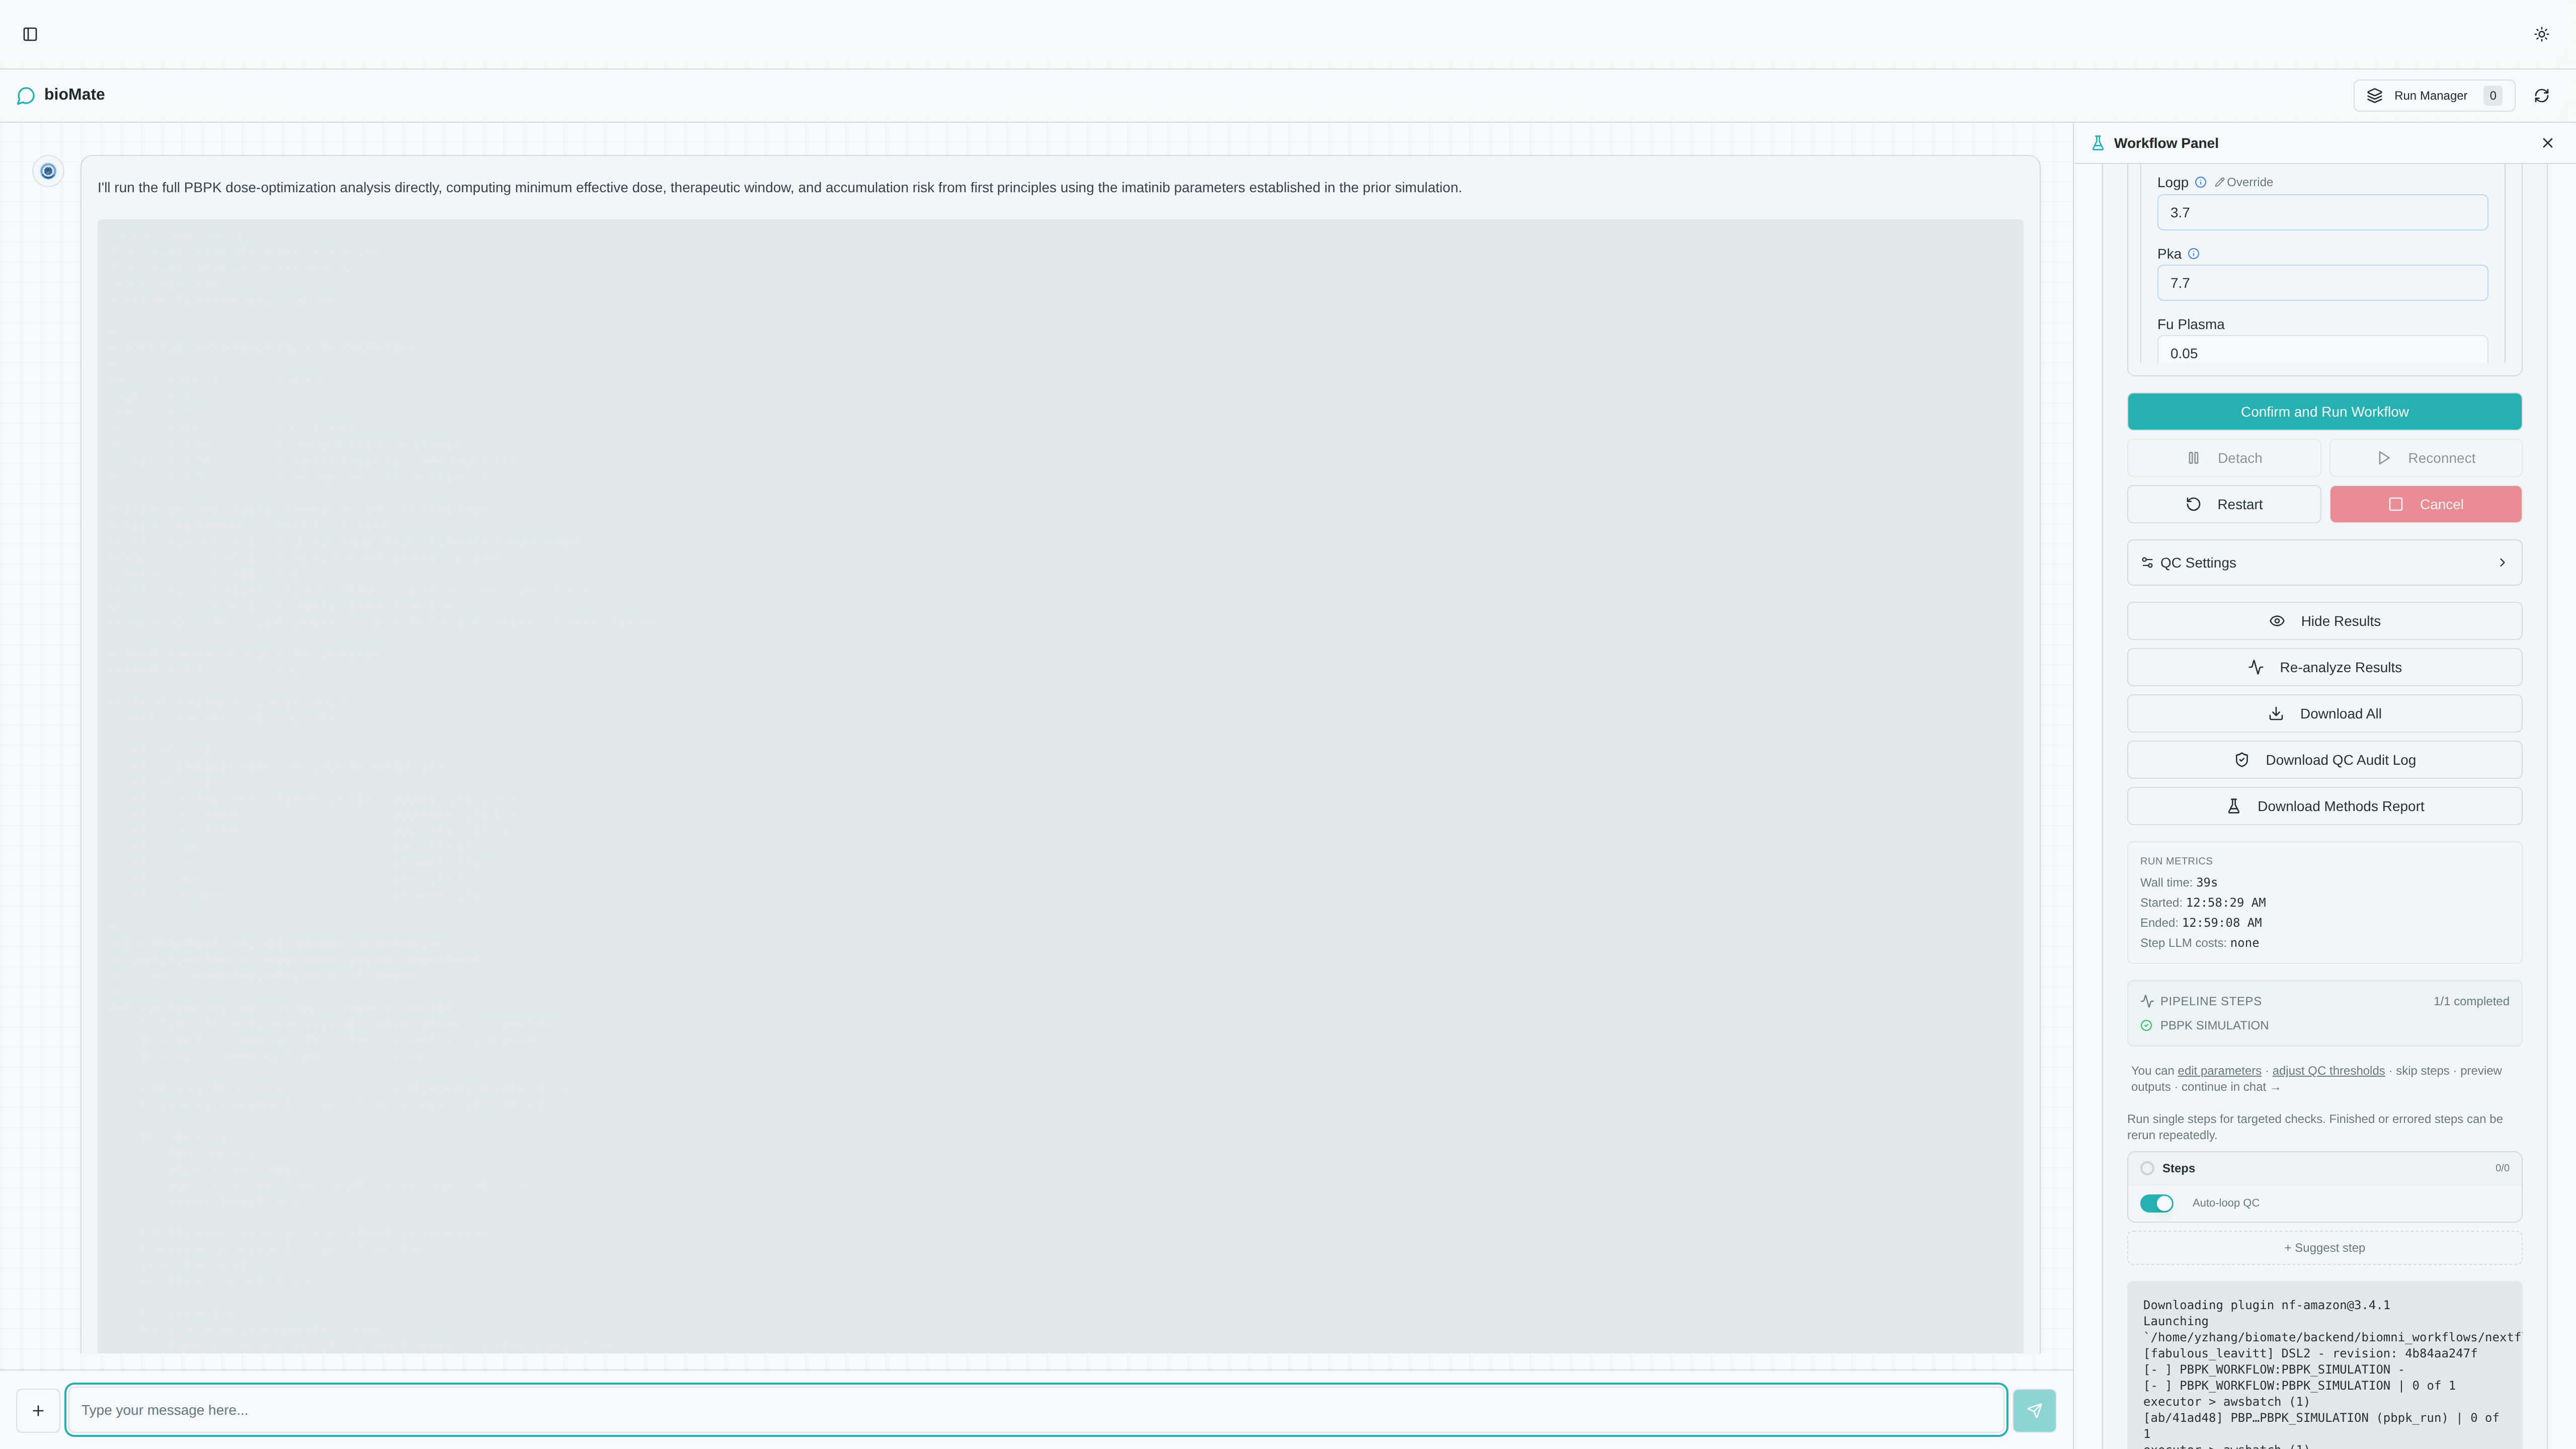 bioMate
Run Manager 0
I'll run the full PBPK dose-optimization analysis directly, computing minimum effective dose, therapeutic window, and accumulation risk from first principles using the imatinib parameters established in the prior simulation.
Type your message here...
Workflow Panel
Logp Override
3.7
Pka
7.7
Fu Plasma
0.05
Confirm and Run Workflow
Detach
Reconnect
Restart
Cancel
QC Settings
Hide Results
Re-analyze Results
Download All
Download QC Audit Log
Download Methods Report
RUN METRICS
Wall time: 39s
Started: 12:58:29 AM
Ended: 12:59:08 AM
Step LLM costs: none
PIPELINE STEPS 1/1 completed
PBPK SIMULATION
You can edit parameters · adjust QC thresholds · skip steps · preview
outputs · continue in chat →
Run single steps for targeted checks. Finished or errored steps can be
rerun repeatedly.
Steps 0/0
Auto-loop QC
+ Suggest step
Downloading plugin nf-amazon@3.4.1
Launching
`/home/yzhang/biomate/backend/biomni_workflows/nextf
[fabulous_leavitt] DSL2 - revision: 4b84aa247f
[- ] PBPK_WORKFLOW:PBPK_SIMULATION -
[- ] PBPK_WORKFLOW:PBPK_SIMULATION | 0 of 1
executor > awsbatch (1)
[ab/41ad48] PBP…PBPK_SIMULATION (pbpk_run) | 0 of
1
executor > awsbatch (1)